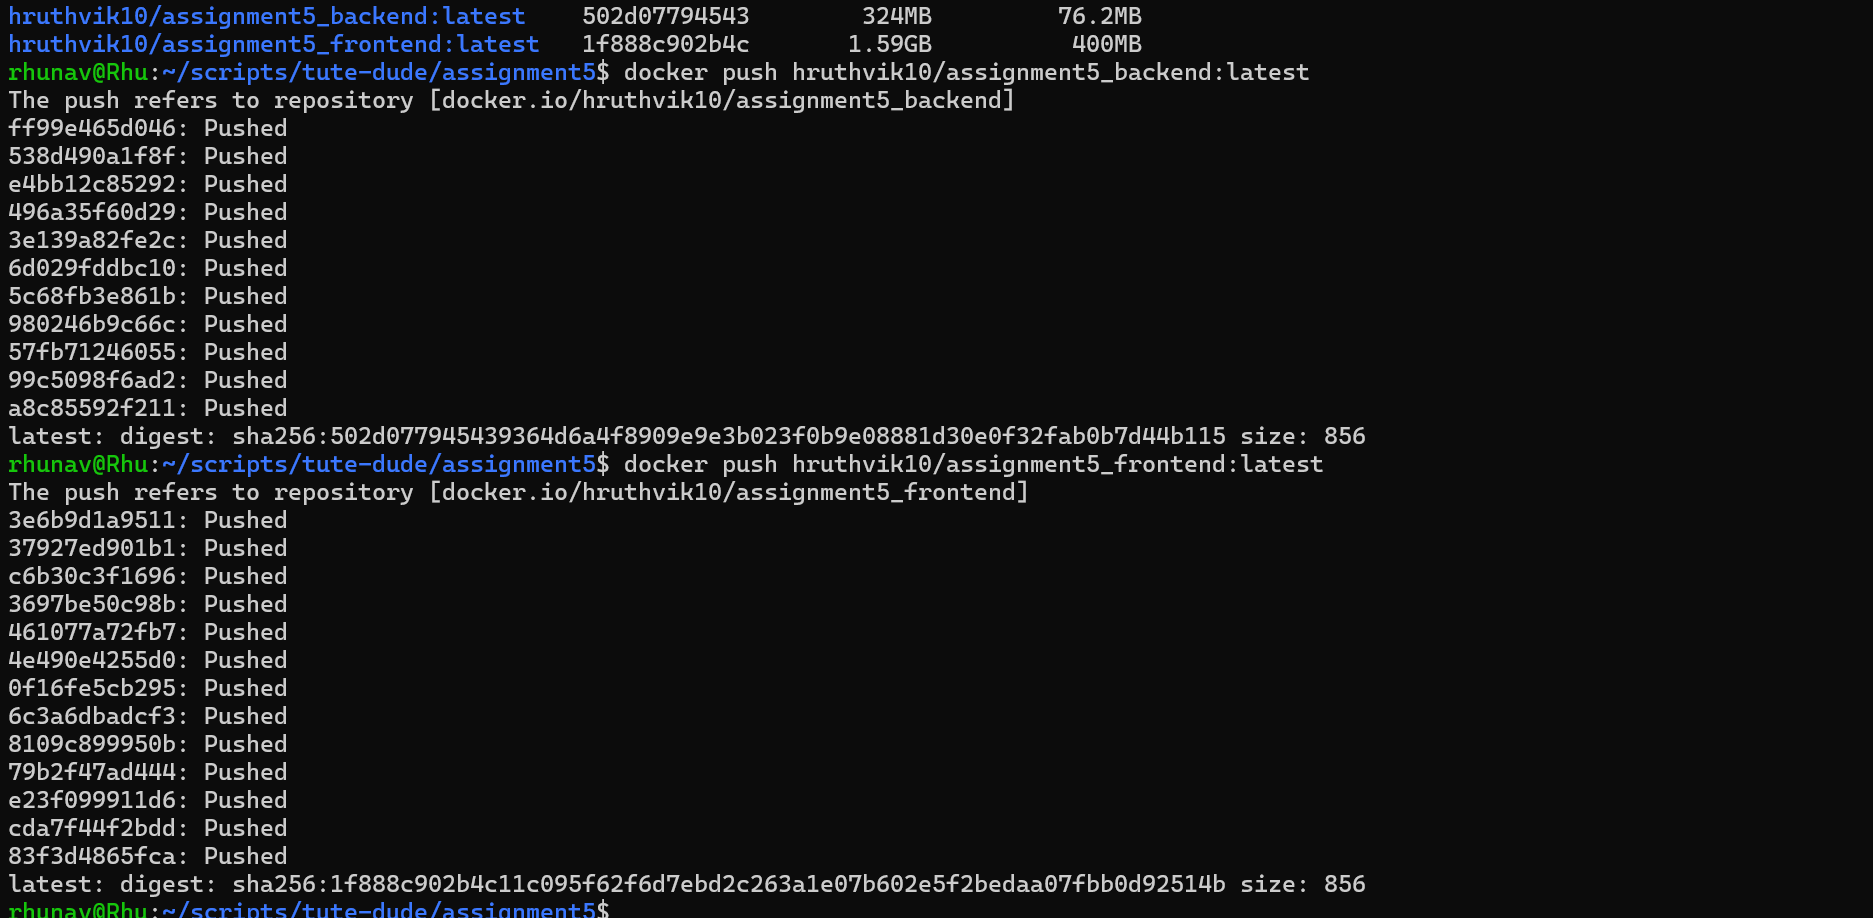 hruthvik10/assignment5_backend:latest    502d07794543        324MB         76.2MB
hruthvik10/assignment5_frontend:latest   1f888c902b4c       1.59GB          400MB
rhunav@Rhu:~/scripts/tute-dude/assignment5$ docker push hruthvik10/assignment5_backend:latest
The push refers to repository [docker.io/hruthvik10/assignment5_backend]
ff99e465d046: Pushed
538d490a1f8f: Pushed
e4bb12c85292: Pushed
496a35f60d29: Pushed
3e139a82fe2c: Pushed
6d029fddbc10: Pushed
5c68fb3e861b: Pushed
980246b9c66c: Pushed
57fb71246055: Pushed
99c5098f6ad2: Pushed
a8c85592f211: Pushed
latest: digest: sha256:502d077945439364d6a4f8909e9e3b023f0b9e08881d30e0f32fab0b7d44b115 size: 856
rhunav@Rhu:~/scripts/tute-dude/assignment5$ docker push hruthvik10/assignment5_frontend:latest
The push refers to repository [docker.io/hruthvik10/assignment5_frontend]
3e6b9d1a9511: Pushed
37927ed901b1: Pushed
c6b30c3f1696: Pushed
3697be50c98b: Pushed
461077a72fb7: Pushed
4e490e4255d0: Pushed
0f16fe5cb295: Pushed
6c3a6dbadcf3: Pushed
8109c899950b: Pushed
79b2f47ad444: Pushed
e23f099911d6: Pushed
cda7f44f2bdd: Pushed
83f3d4865fca: Pushed
latest: digest: sha256:1f888c902b4c11c095f62f6d7ebd2c263a1e07b602e5f2bedaa07fbb0d92514b size: 856
rhunav@Rhu:~/scripts/tute-dude/assignment5$